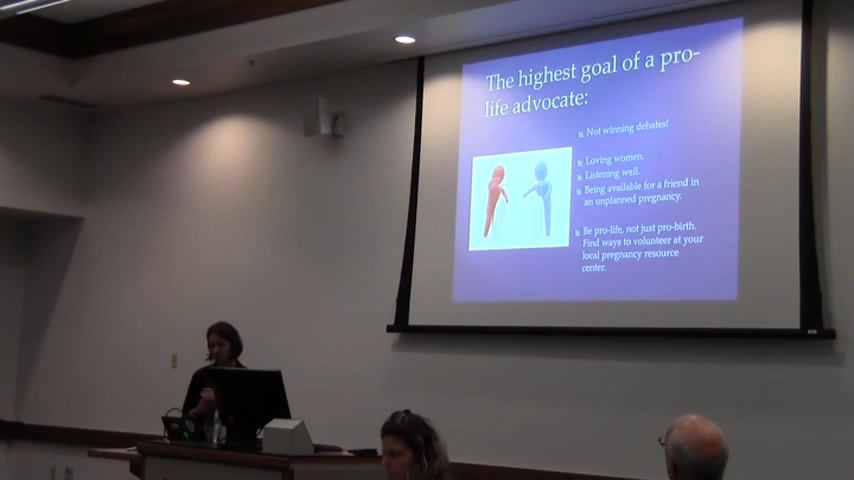 The highest goal of a pro-
life advocate:
Not winning debates!
Loving women.
Listening well.
Being available for a friend in
an unplanned pregnancy.
Be pro-life, not just pro-birth.
Find ways to volunteer at your
local pregnancy resource
center.